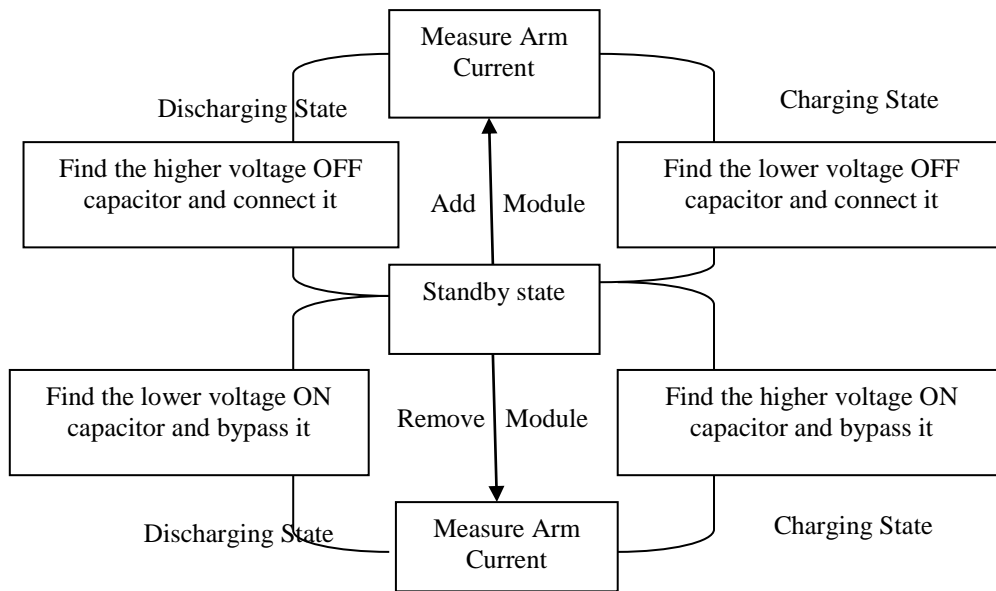 Measure Arm
Current
Discharging State
Charging State
Find the higher voltage OFF
capacitor and connect it
Add Module
Find the lower voltage OFF
capacitor and connect it
Standby state
Find the lower voltage ON
capacitor and bypass it
Remove Module
Find the higher voltage ON
capacitor and bypass it
Discharging State
Measure Arm
Current
Charging State